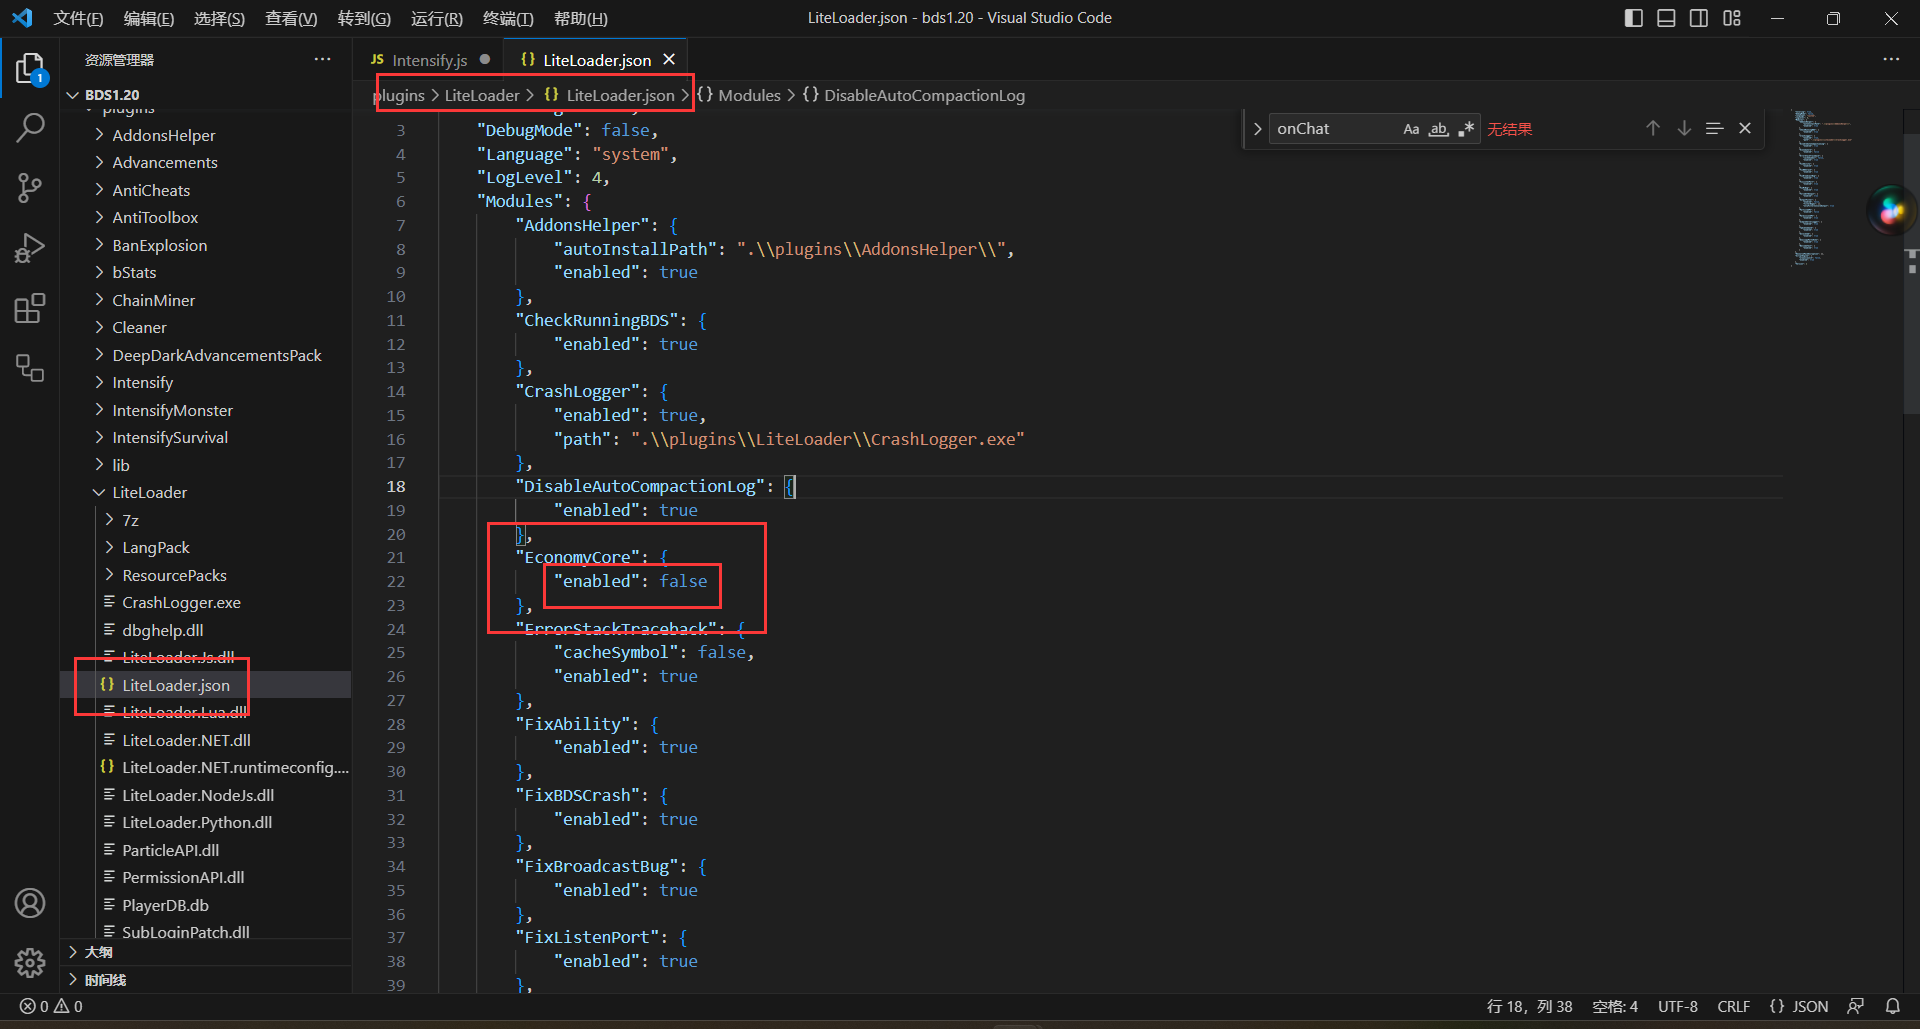 文件(F) 编辑(E) 选择(S) 查看(V) 转到(G) 运行(R) 终端(T) 帮助(H)
LiteLoader.json - bds1.20 - Visual Studio Code
资源管理器
1
BDS1.20
plugins
AddonsHelper
Advancements
AntiCheats
AntiToolbox
BanExplosion
bStats
ChainMiner
Cleaner
DeepDarkAdvancementsPack
Intensify
IntensifyMonster
IntensifySurvival
lib
LiteLoader
7z
LangPack
ResourcePacks
CrashLogger.exe
dbghelp.dll
LiteLoader.Js.dll
{} LiteLoader.json
LiteLoader.Lua.dll
LiteLoader.NET.dll
{} LiteLoader.NET.runtimeconfig....
LiteLoader.NodeJs.dll
LiteLoader.Python.dll
ParticleAPI.dll
PermissionAPI.dll
PlayerDB.db
SubLoginPatch.dll
大纲
时间线
JS Intensify.js
{} LiteLoader.json
plugins > LiteLoader > {} LiteLoader.json > {} Modules > {} DisableAutoCompactionLog
onChat Aa ab .* 无结果
3 "DebugMode": false,
4 "Language": "system",
5 "LogLevel": 4,
6 "Modules": {
7 "AddonsHelper": {
8 "autoInstallPath": ".\\plugins\\AddonsHelper\\",
9 "enabled": true
10 },
11 "CheckRunningBDS": {
12 "enabled": true
13 },
14 "CrashLogger": {
15 "enabled": true,
16 "path": ".\\plugins\\LiteLoader\\CrashLogger.exe"
17 },
18 "DisableAutoCompactionLog": {
19 "enabled": true
20 },
21 "EconomyCore": {
22 "enabled": false
23 },
24 "ErrorStackTraceback": {
25 "cacheSymbol": false,
26 "enabled": true
27 },
28 "FixAbility": {
29 "enabled": true
30 },
31 "FixBDSCrash": {
32 "enabled": true
33 },
34 "FixBroadcastBug": {
35 "enabled": true
36 },
37 "FixListenPort": {
38 "enabled": true
39 },
0 0
行 18，列 38 空格: 4 UTF-8 CRLF {} JSON